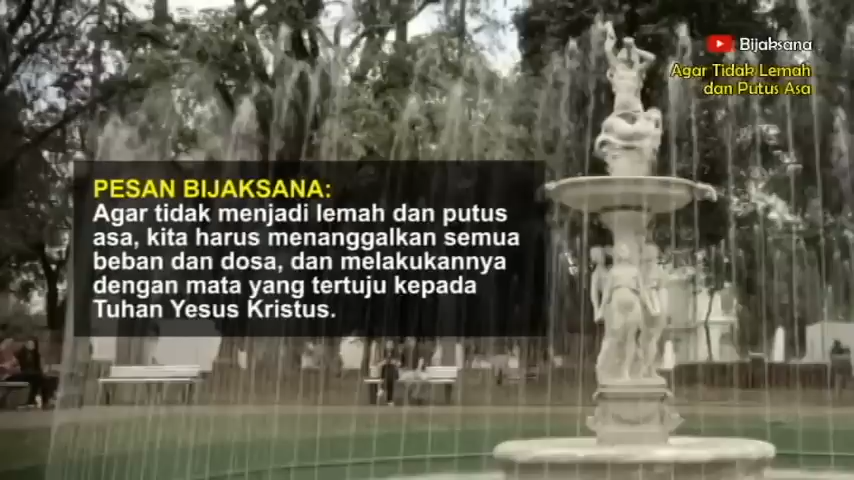 Bijaksana
Agar Tidak Lemah
dan Putus Asa
PESAN BIJAKSANA:
Agar tidak menjadi lemah dan putus
asa, kita harus menanggalkan semua
beban dan dosa, dan melakukannya
dengan mata yang tertuju kepada
Tuhan Yesus Kristus.